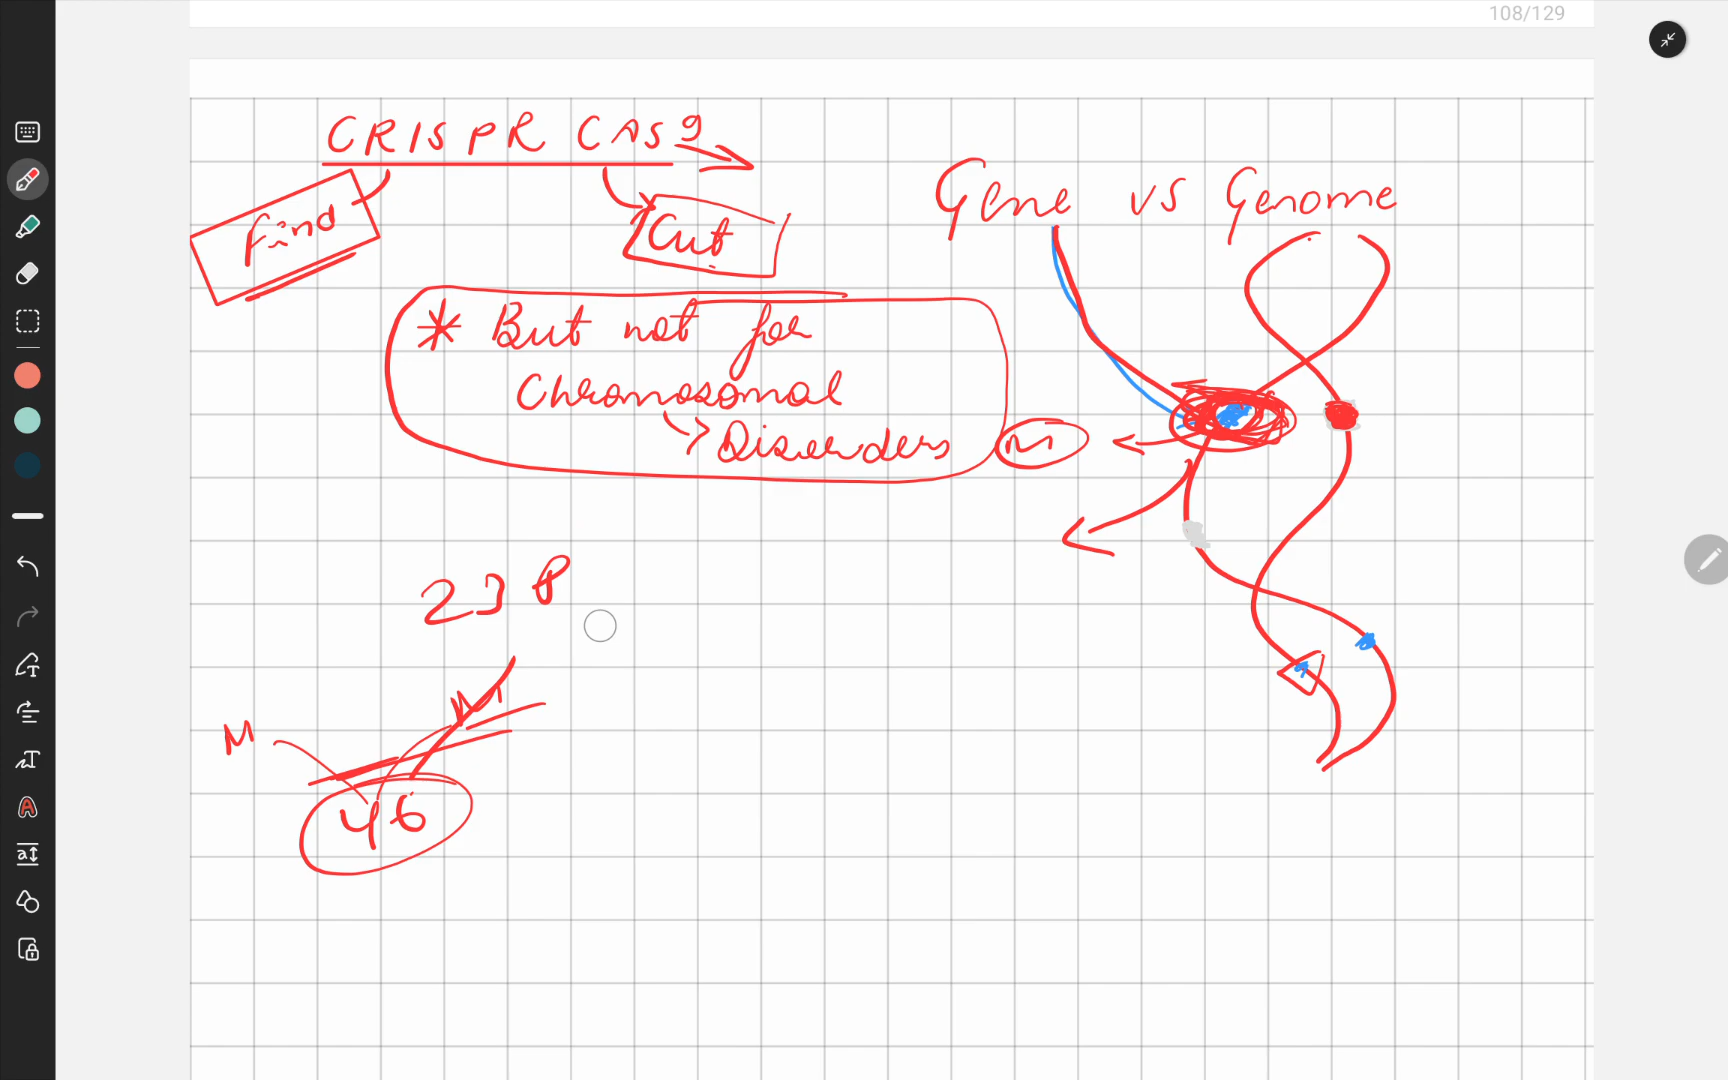 108/129
CRISPR CAS9
Find
Cut
Gene vs Genome
* But not for
Chromosomal
Disorders
M
23 P
M
M
46